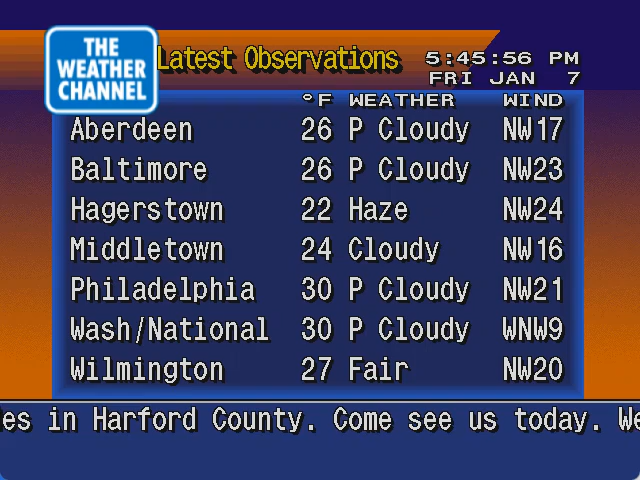 THE
WEATHER
CHANNEL
Latest Observations
5:45:56 PM
FRI JAN 7
°F WEATHER WIND
Aberdeen 26 P Cloudy NW17
Baltimore 26 P Cloudy NW23
Hagerstown 22 Haze NW24
Middletown 24 Cloudy NW16
Philadelphia 30 P Cloudy NW21
Wash/National 30 P Cloudy WNW9
Wilmington 27 Fair NW20
es in Harford County. Come see us today. We